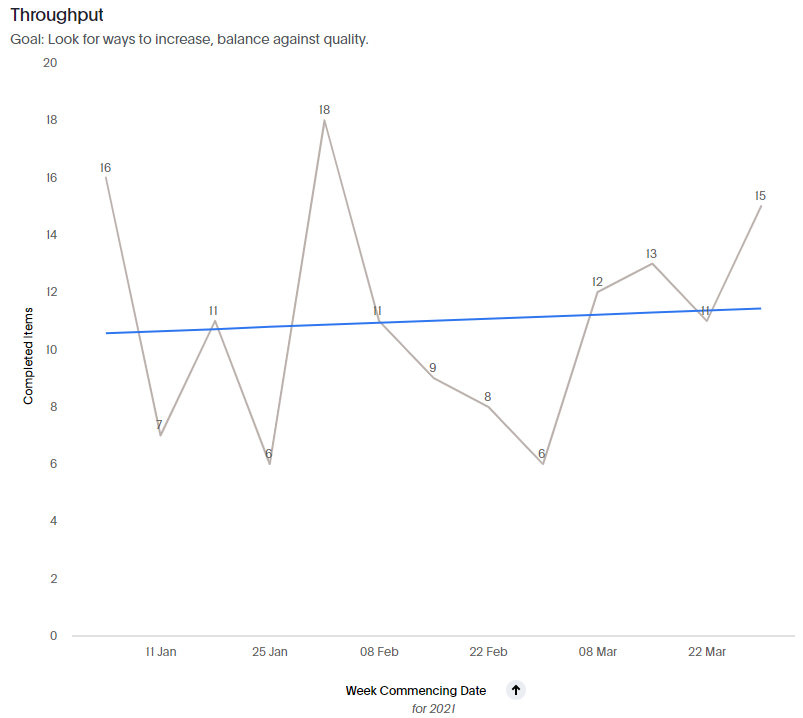 Throughput
Goal: Look for ways to increase, balance against quality.
20
18
16
14
12
10
8
6
4
2
0
Completed Items
16
7
11
6
18
11
9
8
6
12
13
11
15
11 Jan
25 Jan
08 Feb
22 Feb
08 Mar
22 Mar
Week Commencing Date
for 2021